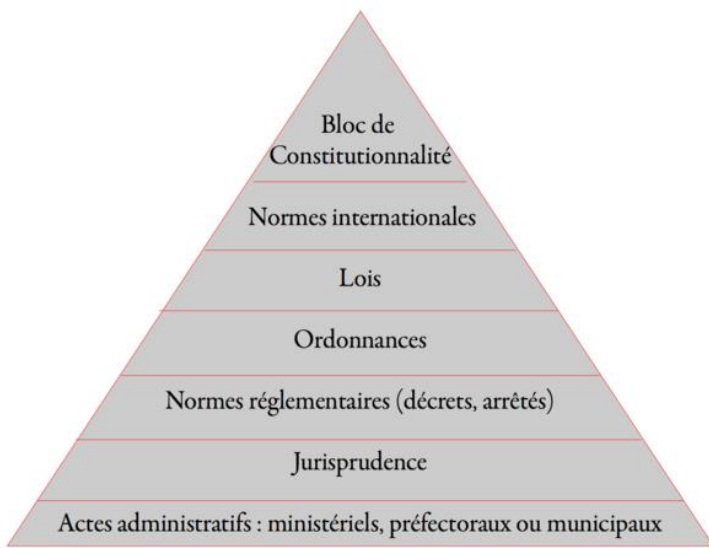 Bloc de
Constitutionnalité
Normes internationales
Lois
Ordonnances
Normes réglementaires (décrets, arrêtés)
Jurisprudence
Actes administratifs : ministériels, préfectoraux ou municipaux